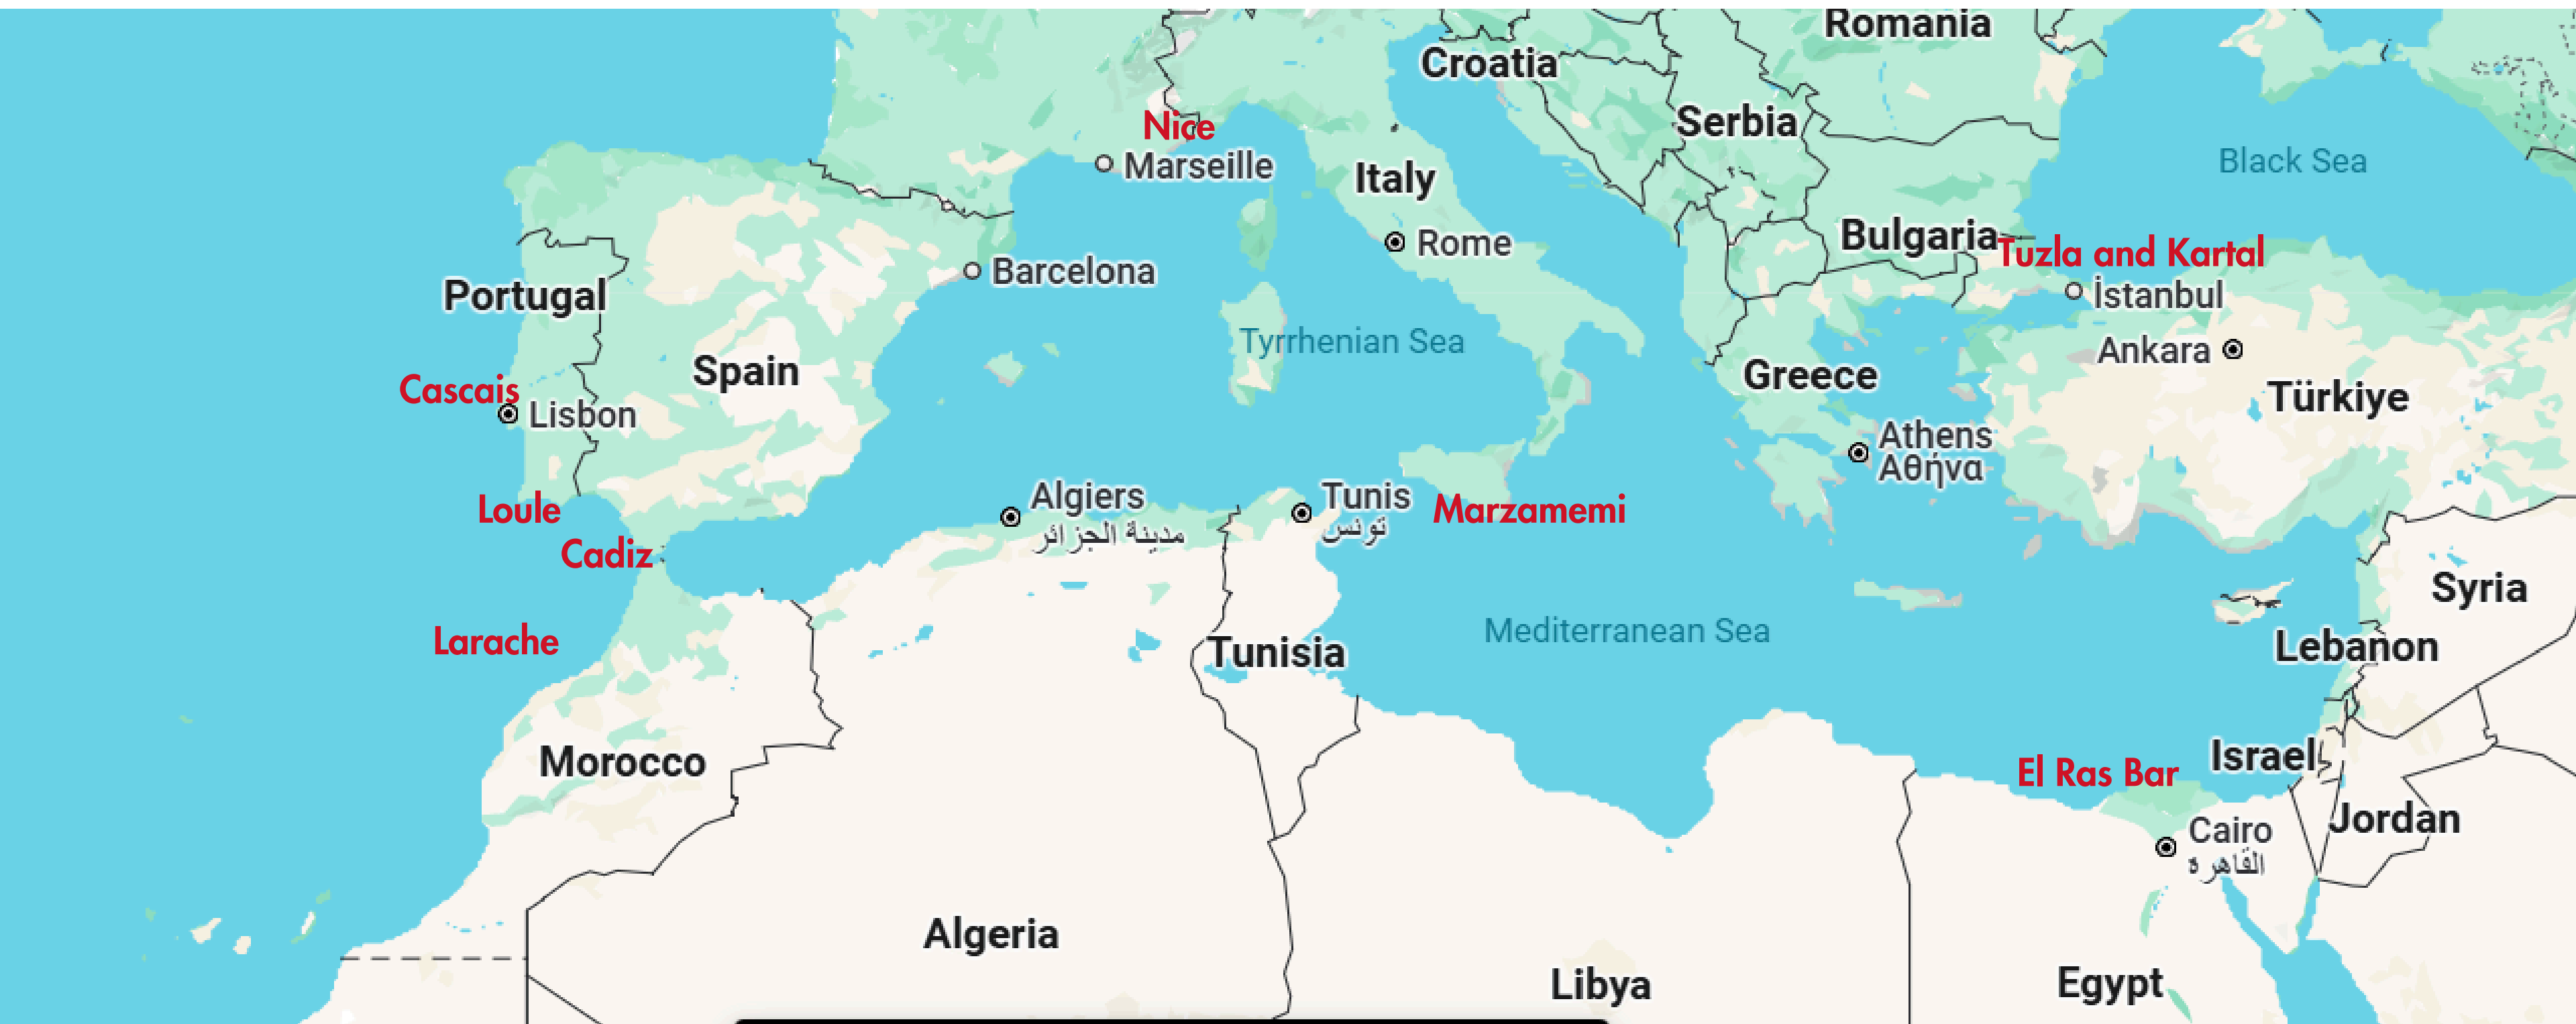 Romania
Croatia
Serbia
Nice
Marseille
Italy
Black Sea
Bulgaria
Tuzla and Kartal
Rome
Barcelona
Portugal
İstanbul
Tyrrhenian Sea
Ankara
Spain
Greece
Türkiye
Cascais
Lisbon
Athens
Αθήνα
Algiers
مدينة الجزائر
Tunis
تونس
Marzamemi
Loule
Cadiz
Syria
Larache
Mediterranean Sea
Tunisia
Lebanon
Morocco
Israel
El Ras Bar
Jordan
Cairo
القاهرة
Algeria
Libya
Egypt